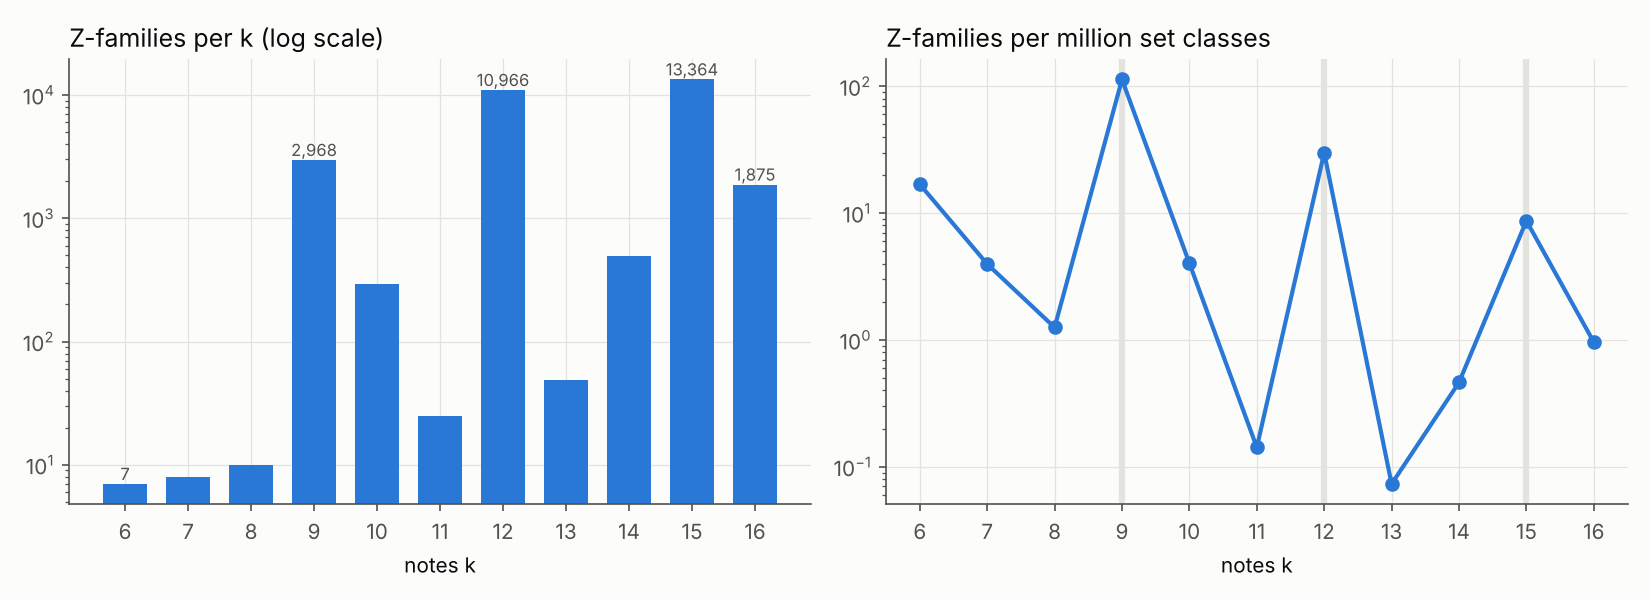 Z-families per k (log scale)
10⁴
10³
10²
10¹
7
2,968
10,966
13,364
1,875
6 7 8 9 10 11 12 13 14 15 16
notes k
Z-families per million set classes
10²
10¹
10⁰
10⁻¹
6 7 8 9 10 11 12 13 14 15 16
notes k